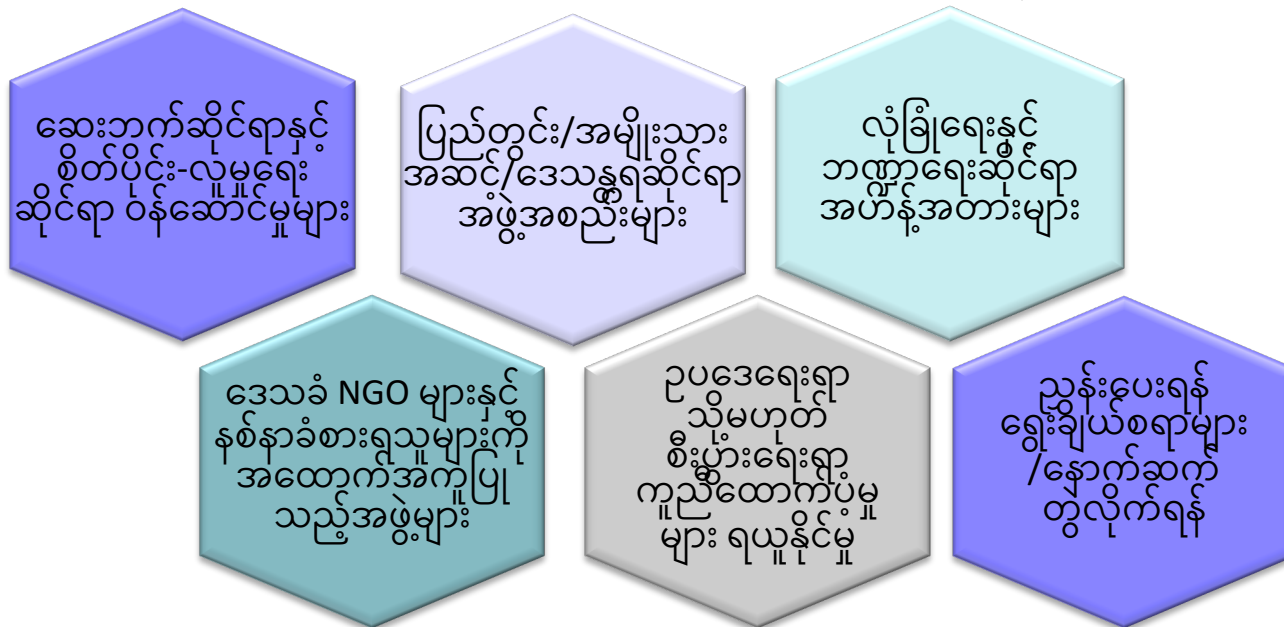 ဆေးဘက်ဆိုင်ရာနှင့်
စိတ်ပိုင်း-လူမှုရေး
ဆိုင်ရာ ဝန်ဆောင်မှုများ
ပြည်တွင်း/အမျိုးသား
အဆင့်/ဒေသန္တရဆိုင်ရာ
အဖွဲ့အစည်းများ
လုံခြုံရေးနှင့်
ဘဏ္ဍာရေးဆိုင်ရာ
အဟန့်အတားများ
ဒေသခံ NGO များနှင့်
နစ်နာခံစားရသူများကို
အထောက်အကူပြု
သည့်အဖွဲ့များ
ဥပဒေရေးရာ
သို့မဟုတ်
စီးပွားရေးရာ
ကူညီထောက်ပံ့မှု
များ ရယူနိုင်မှု
ညွှန်းပေးရန်
ရွေးချယ်စရာများ
/နောက်ဆက်
တွဲလိုက်ရန်